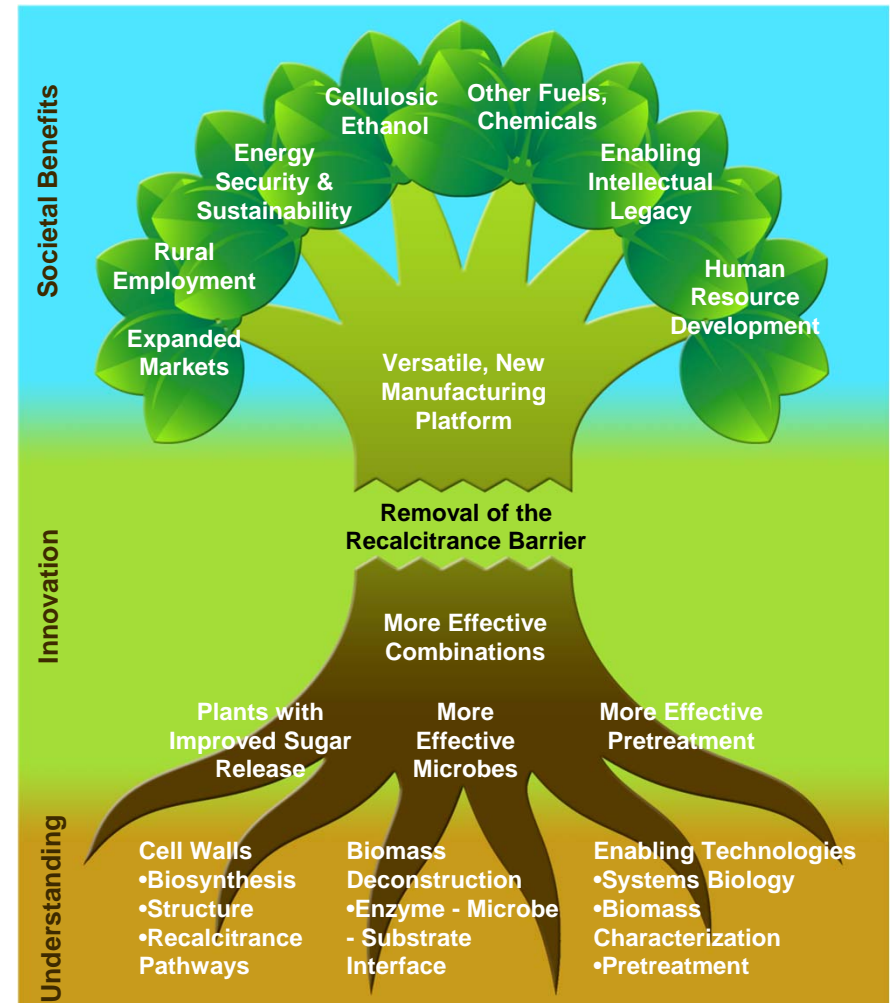 Societal Benefits
Cellulosic
Ethanol
Other Fuels,
Chemicals
Energy
Security &
Sustainability
Enabling
Intellectual
Legacy
Rural
Employment
Human
Resource
Development
Expanded
Markets
Versatile, New
Manufacturing
Platform
Innovation
Removal of the
Recalcitrance Barrier
More Effective
Combinations
Plants with
Improved Sugar
Release
More
Effective
Microbes
More Effective
Pretreatment
Understanding
Cell Walls
•Biosynthesis
•Structure
•Recalcitrance
Pathways
Biomass
Deconstruction
•Enzyme - Microbe
- Substrate
Interface
Enabling Technologies
•Systems Biology
•Biomass
Characterization
•Pretreatment